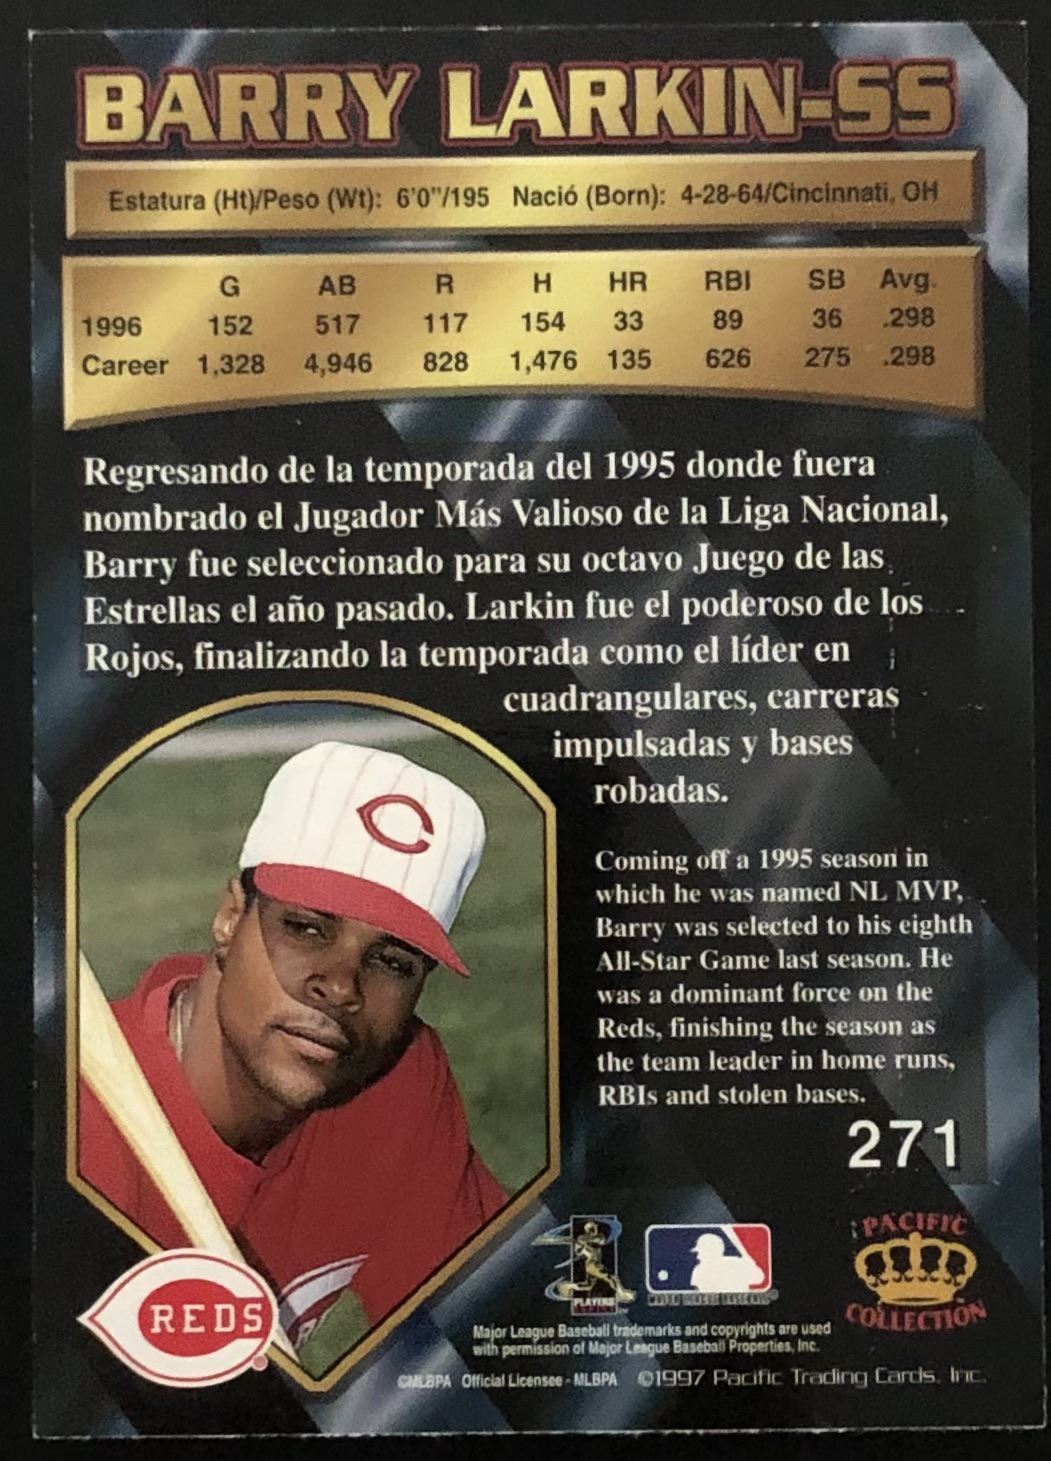 BARRY LARKIN-SS
Estatura (Ht)/Peso (Wt): 6'0"/195 Nació (Born): 4-28-64/Cincinnati, OH
G AB R H HR RBI SB Avg.
1996 152 517 117 154 33 89 36 .298
Career 1,328 4,946 828 1,476 135 626 275 .298
Regresando de la temporada del 1995 donde fuera
nombrado el Jugador Más Valioso de la Liga Nacional,
Barry fue seleccionado para su octavo Juego de las
Estrellas el año pasado. Larkin fue el poderoso de los
Rojos, finalizando la temporada como el líder en
cuadrangulares, carreras
impulsadas y bases
robadas.
Coming off a 1995 season in
which he was named NL MVP,
Barry was selected to his eighth
All-Star Game last season. He
was a dominant force on the
Reds, finishing the season as
the team leader in home runs,
RBIs and stolen bases.
271
C
REDS
PLAYERS
MAJOR LEAGUE BASEBALL
PACIFIC
COLLECTION
Major League Baseball trademarks and copyrights are used
with permission of Major League Baseball Properties, Inc.
©MLBPA Official Licensee - MLBPA ©1997 Pacific Trading Cards, Inc.